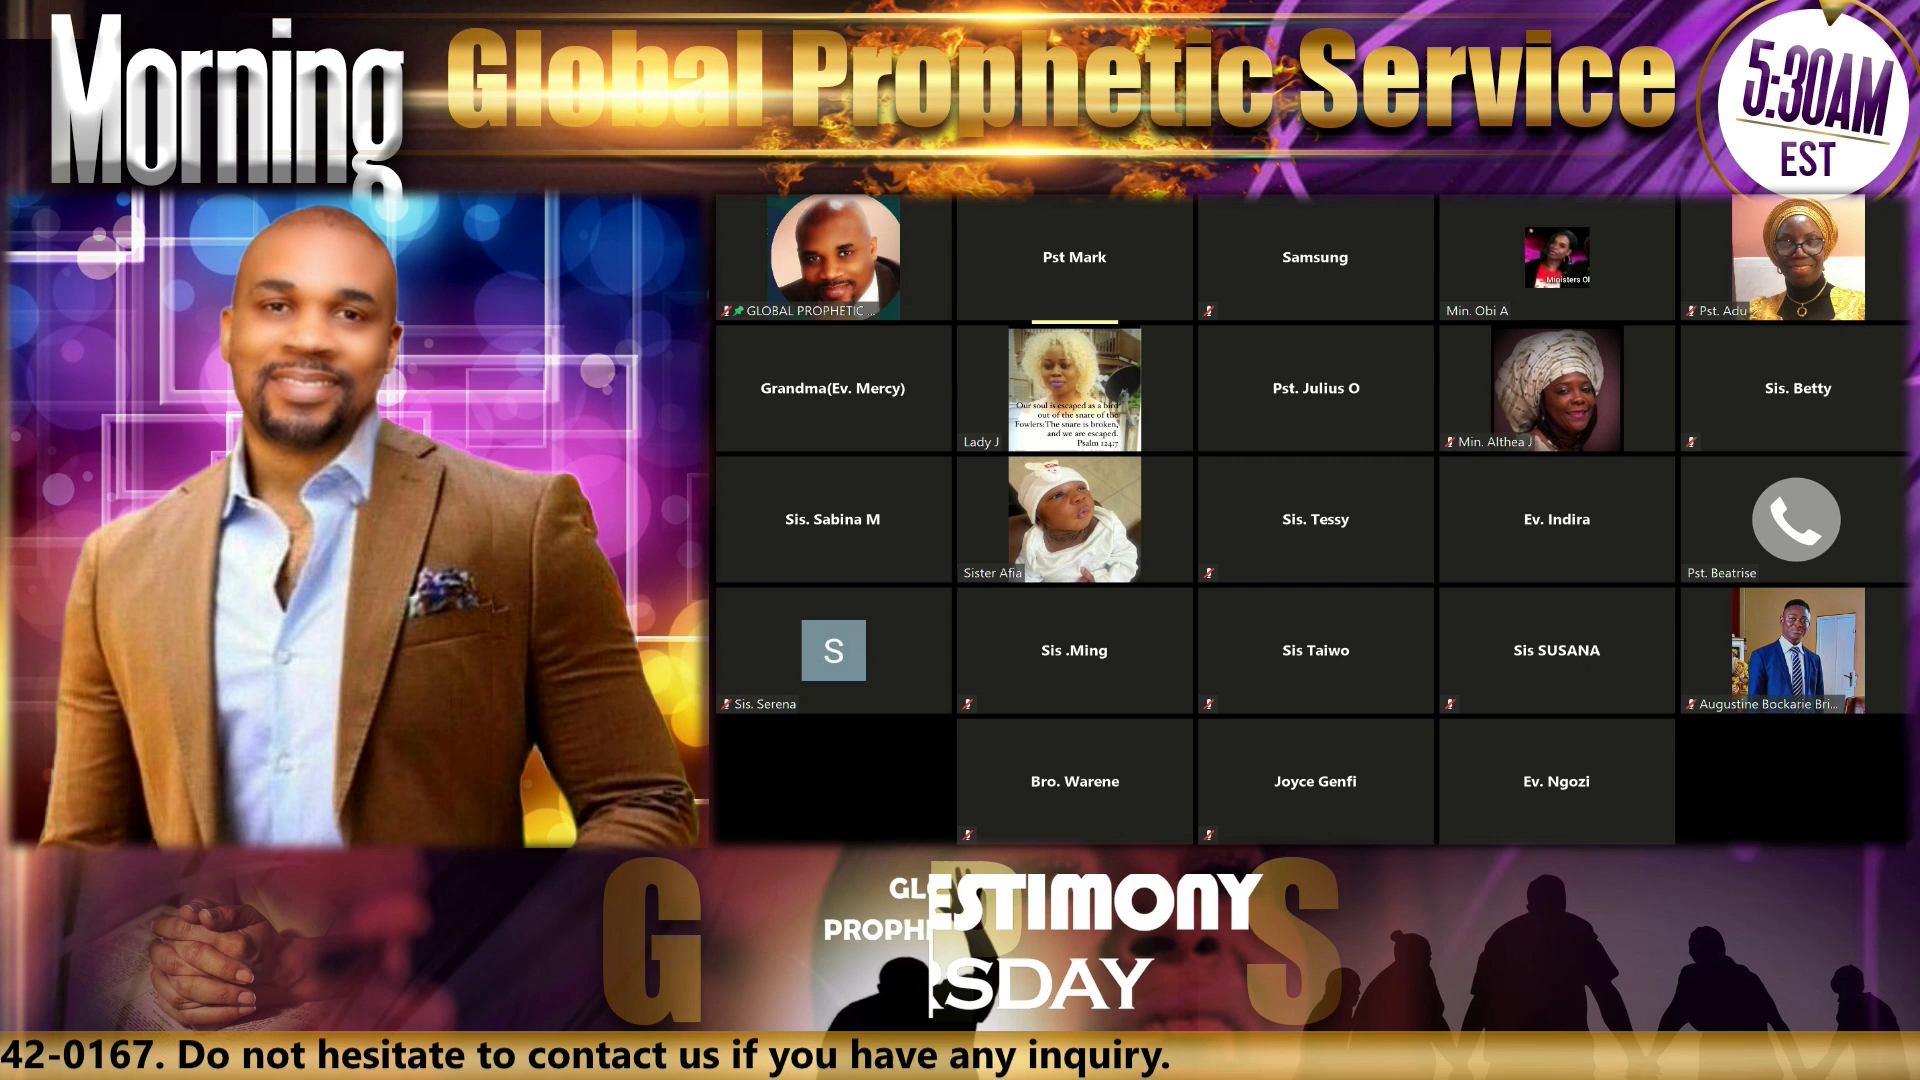 Morning
Global Prophetic Service
5:30AM
EST
GLOBAL PROPHETIC ...
Pst Mark
Samsung
Ministers Of
Min. Obi A
Pst. Adu
Grandma(Ev. Mercy)
Our soul is escaped as a bird
out of the snare of the
Fowlers:The snare is broken,
and we are escaped.
Psalm 124:7
Lady J
Pst. Julius O
Min. Althea J
Sis. Betty
Sis. Sabina M
Sister Afia
Sis. Tessy
Ev. Indira
Pst. Beatrise
S
Sis. Serena
Sis .Ming
Sis Taiwo
Sis SUSANA
Augustine Bockarie Bri...
Bro. Warene
Joyce Genfi
Ev. Ngozi
G P S
GL
PROPH
ESTIMONY
RSDAY
42-0167. Do not hesitate to contact us if you have any inquiry.